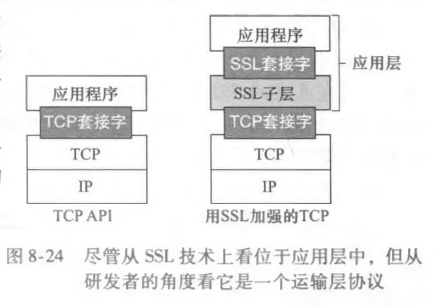 应用程序
TCP套接字
TCP
IP
TCP API
应用程序
SSL套接字
SSL子层
TCP套接字
TCP
IP
用SSL加强的TCP
应用层
图 8-24 尽管从 SSL 技术上看位于应用层中，但从
研发者的角度看它是一个运输层协议